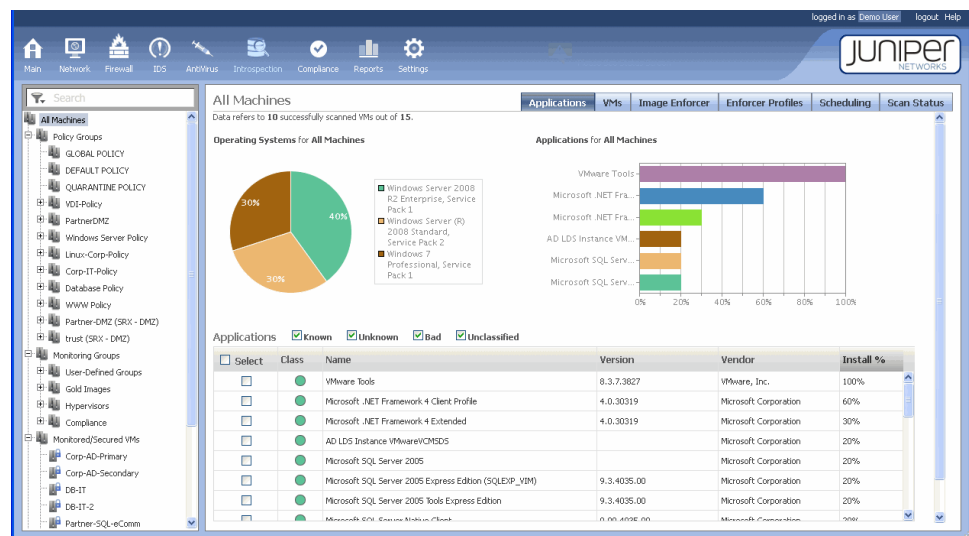 logged in as Demo User logout Help
Main Network Firewall IDS AntiVirus Introspection Compliance Reports Settings
JUNIPER
NETWORKS
Search
All Machines
Policy Groups
GLOBAL POLICY
DEFAULT POLICY
QUARANTINE POLICY
VDI-Policy
PartnerDMZ
Windows Server Policy
Linux-Corp-Policy
Corp-IT-Policy
Database Policy
WWW Policy
Partner-DMZ (SRX - DMZ)
trust (SRX - DMZ)
Monitoring Groups
User-Defined Groups
Gold Images
Hypervisors
Compliance
Monitored/Secured VMs
Corp-AD-Primary
Corp-AD-Secondary
DB-IT
DB-IT-2
Partner-SQL-eComm
All Machines
Applications VMs Image Enforcer Enforcer Profiles Scheduling Scan Status
Data refers to 10 successfully scanned VMs out of 15.
Operating Systems for All Machines
30%
40%
30%
Windows Server 2008
R2 Enterprise, Service
Pack 1
Windows Server (R)
2008 Standard,
Service Pack 2
Windows 7
Professional, Service
Pack 1
Applications for All Machines
VMware Tools
Microsoft .NET Fra...
Microsoft .NET Fra...
AD LDS Instance VM...
Microsoft SQL Serv...
Microsoft SQL Serv...
0% 20% 40% 60% 80% 100%
Applications Known Unknown Bad Unclassified
Select Class Name Version Vendor Install %
VMware Tools 8.3.7.3827 VMware, Inc. 100%
Microsoft .NET Framework 4 Client Profile 4.0.30319 Microsoft Corporation 60%
Microsoft .NET Framework 4 Extended 4.0.30319 Microsoft Corporation 30%
AD LDS Instance VMwareVCMSDS Microsoft Corporation 20%
Microsoft SQL Server 2005 Microsoft Corporation 20%
Microsoft SQL Server 2005 Express Edition (SQLEXP_VIM) 9.3.4035.00 Microsoft Corporation 20%
Microsoft SQL Server 2005 Tools Express Edition 9.3.4035.00 Microsoft Corporation 20%
Microsoft SQL Server Native Client Microsoft Corporation 20%